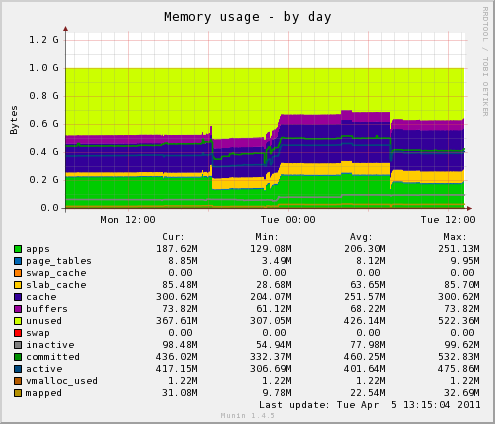 Memory usage - by day
RRDTOOL / TOBI OETIKER
Bytes
1.2 G
1.0 G
0.8 G
0.6 G
0.4 G
0.2 G
0.0
Mon 12:00 Tue 00:00 Tue 12:00
Cur: Min: Avg: Max:
apps 187.62M 129.08M 206.30M 251.13M
page_tables 8.85M 3.49M 8.12M 9.95M
swap_cache 0.00 0.00 0.00 0.00
slab_cache 85.48M 28.68M 63.65M 85.70M
cache 300.62M 204.07M 251.57M 300.62M
buffers 73.82M 61.12M 68.22M 73.82M
unused 367.61M 307.05M 426.14M 522.36M
swap 0.00 0.00 0.00 0.00
inactive 98.48M 54.94M 77.98M 99.62M
committed 436.02M 332.37M 460.25M 532.83M
active 417.15M 306.69M 401.64M 475.86M
vmalloc_used 1.22M 1.22M 1.22M 1.22M
mapped 31.08M 9.78M 22.54M 32.69M
Last update: Tue Apr 5 13:15:04 2011
Munin 1.4.5